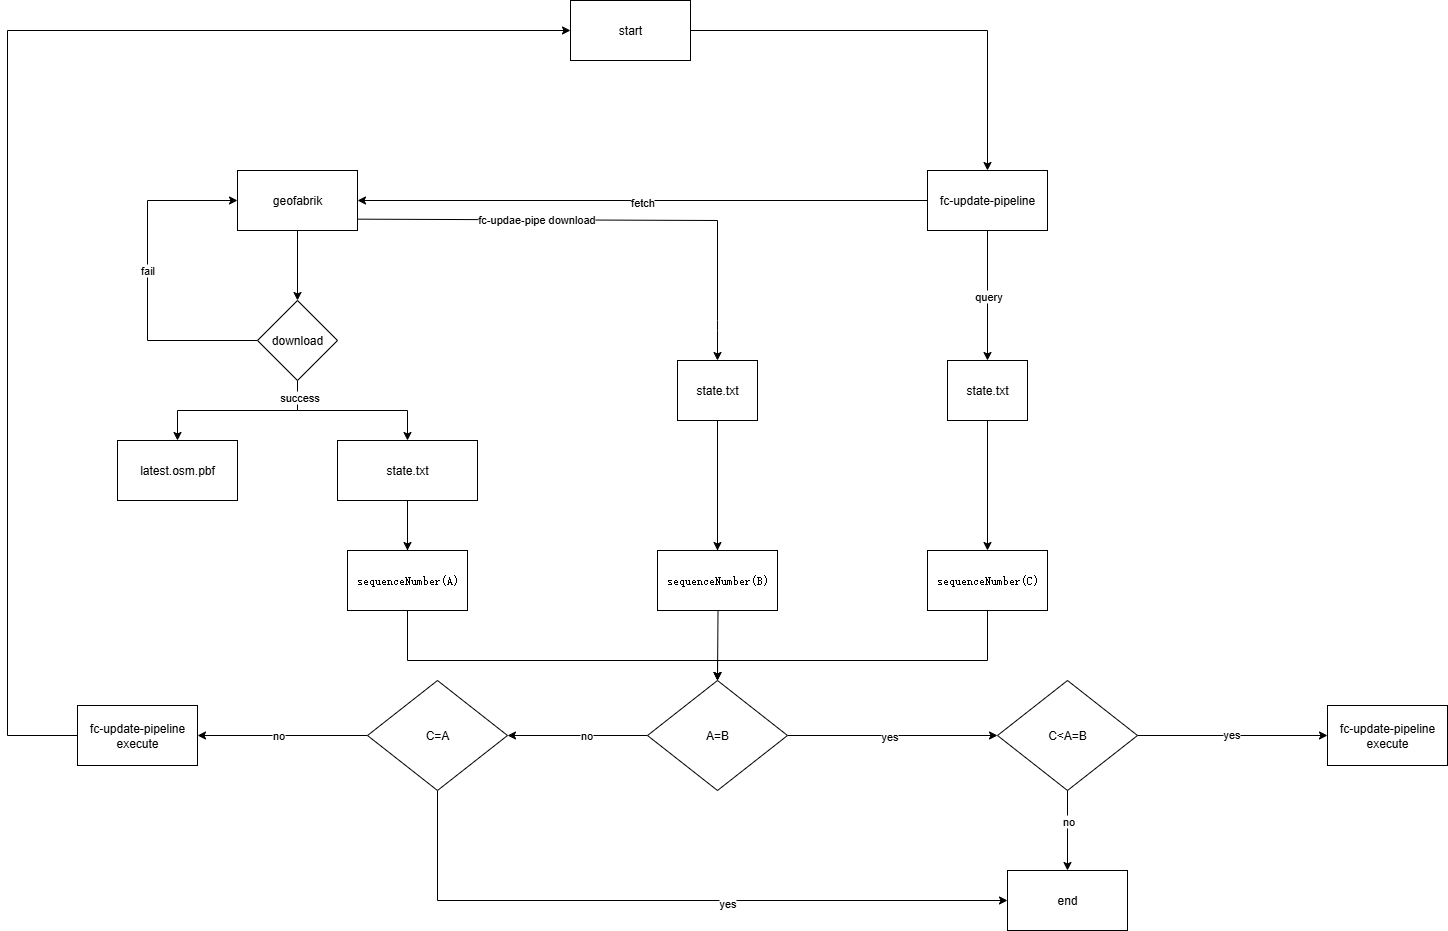 start
geofabrik
fetch
fc-update-pipeline
fc-updae-pipe download
fail
query
download
success
state.txt
state.txt
latest.osm.pbf
state.txt
sequenceNumber(A)
sequenceNumber(B)
sequenceNumber(C)
fc-update-pipeline
execute
no
C=A
no
A=B
yes
C<A=B
yes
fc-update-pipeline
execute
no
yes
end